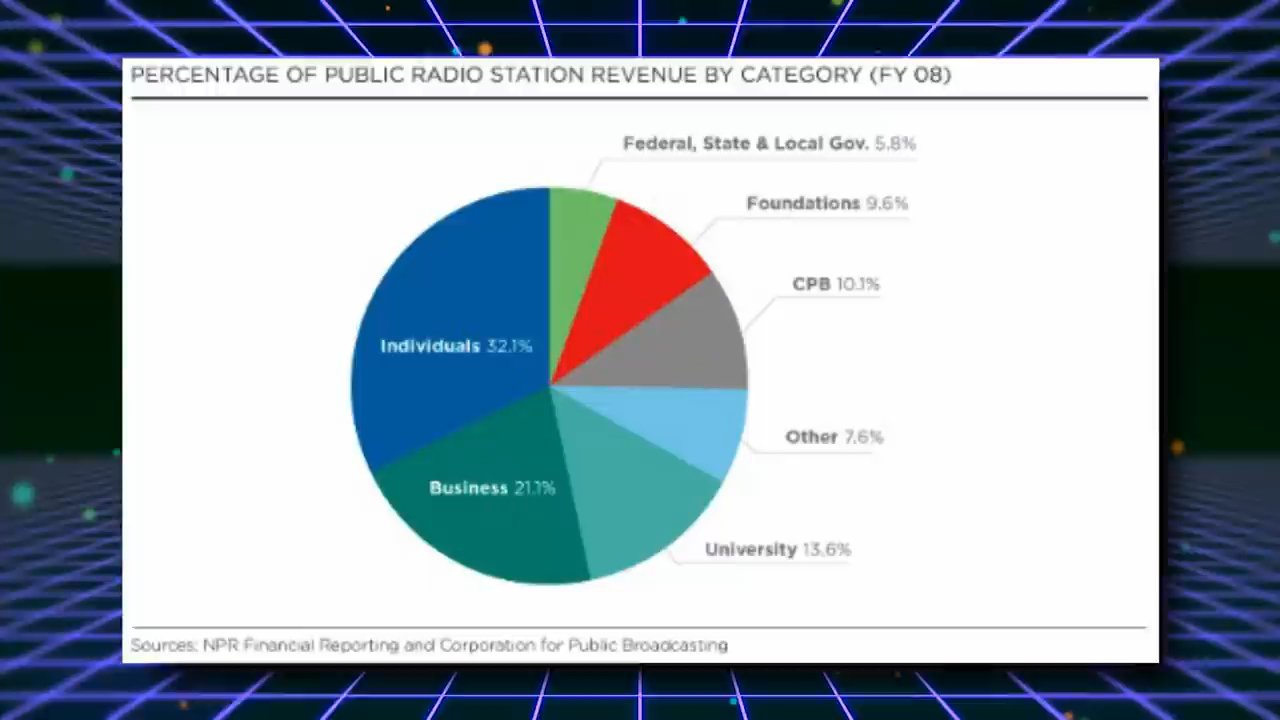 PERCENTAGE OF PUBLIC RADIO STATION REVENUE BY CATEGORY (FY 08)
Federal, State & Local Gov. 5.8%
Foundations 9.6%
CPB 10.1%
Individuals 32.1%
Other 7.6%
Business 21.1%
University 13.6%
Sources: NPR Financial Reporting and Corporation for Public Broadcasting